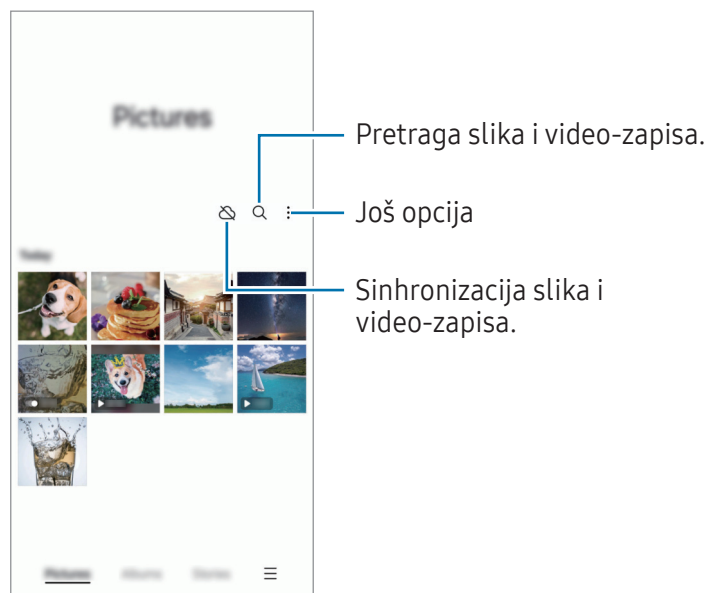 Pictures
Pretraga slika i video-zapisa.
Još opcija
Today
Sinhronizacija slika i
video-zapisa.
Pictures
Albums
Stories